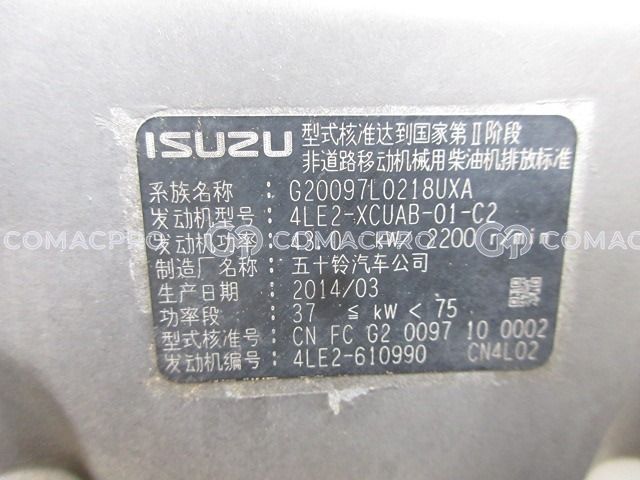 ISUZU 型式核准达到国家第Ⅱ阶段
非道路移动机械用柴油机排放标准
系族名称 : G20097L0218UXA
发动机型号 : 4LE2-XCUAB-01-C2
发动机功率 : 43.0 kW/ 2200 r/min
制造厂名称 : 五十铃汽车公司
生产日期 : 2014/03
功率段 : 37 ≦ kW < 75
型式核准号 : CN FC G2 0097 10 0002
发动机编号 : 4LE2-610990 CN4L02
COMACPRO COMACPRO COMACPRO